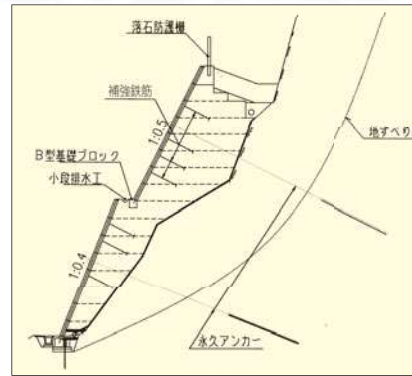 落石防護柵
補強鉄筋
1:0.5
地すべり
B型基礎ブロック
小段排水工
1:0.4
永久アンカー